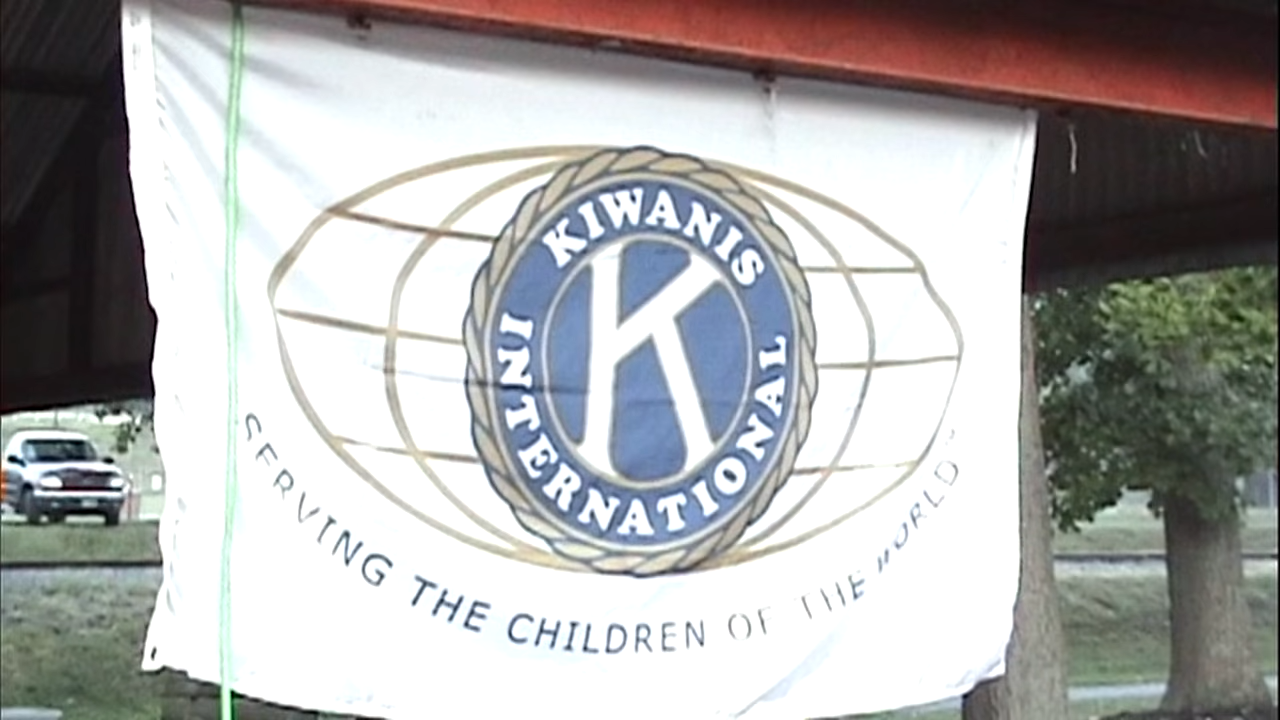 KIWANIS
K
INTERNATIONAL
SERVING THE CHILDREN OF THE WORLD